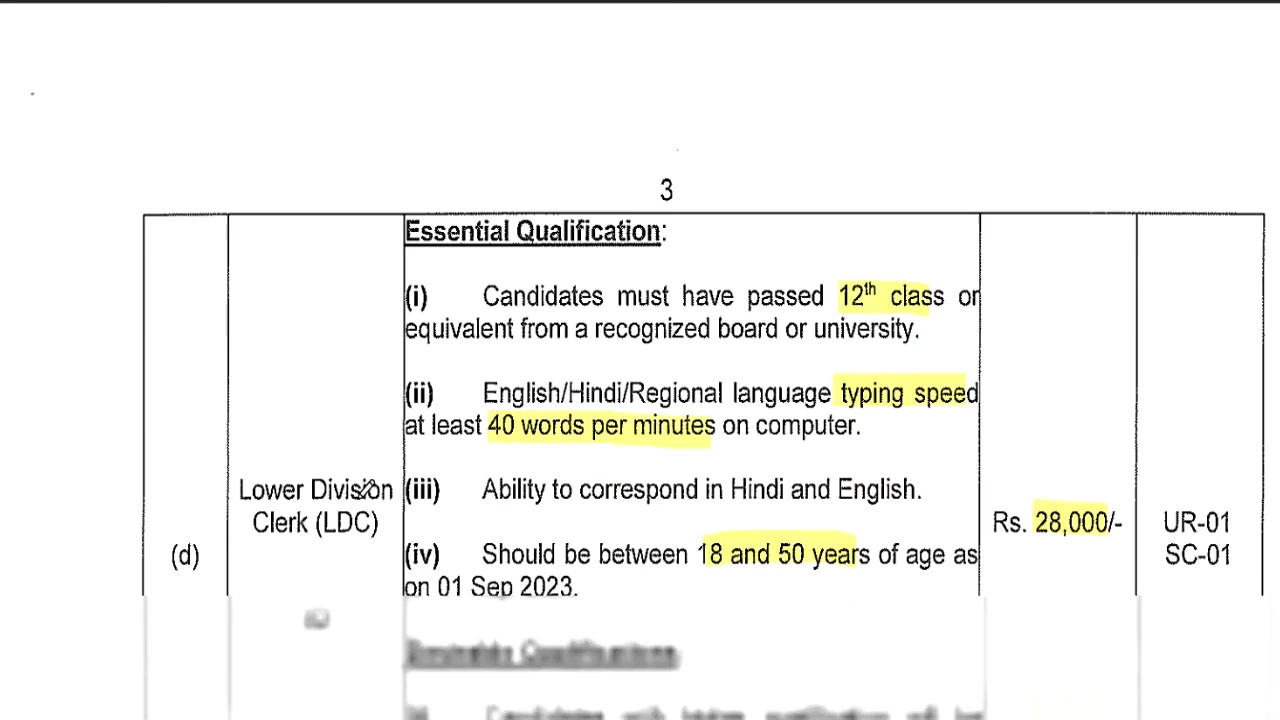 3
Essential Qualification:
(i) Candidates must have passed 12th class or
equivalent from a recognized board or university.
(ii) English/Hindi/Regional language typing speed
at least 40 words per minutes on computer.
Lower Division
Clerk (LDC)
(d)
(iii) Ability to correspond in Hindi and English.
(iv) Should be between 18 and 50 years of age as
on 01 Sep 2023.
Rs. 28,000/-
UR-01
SC-01